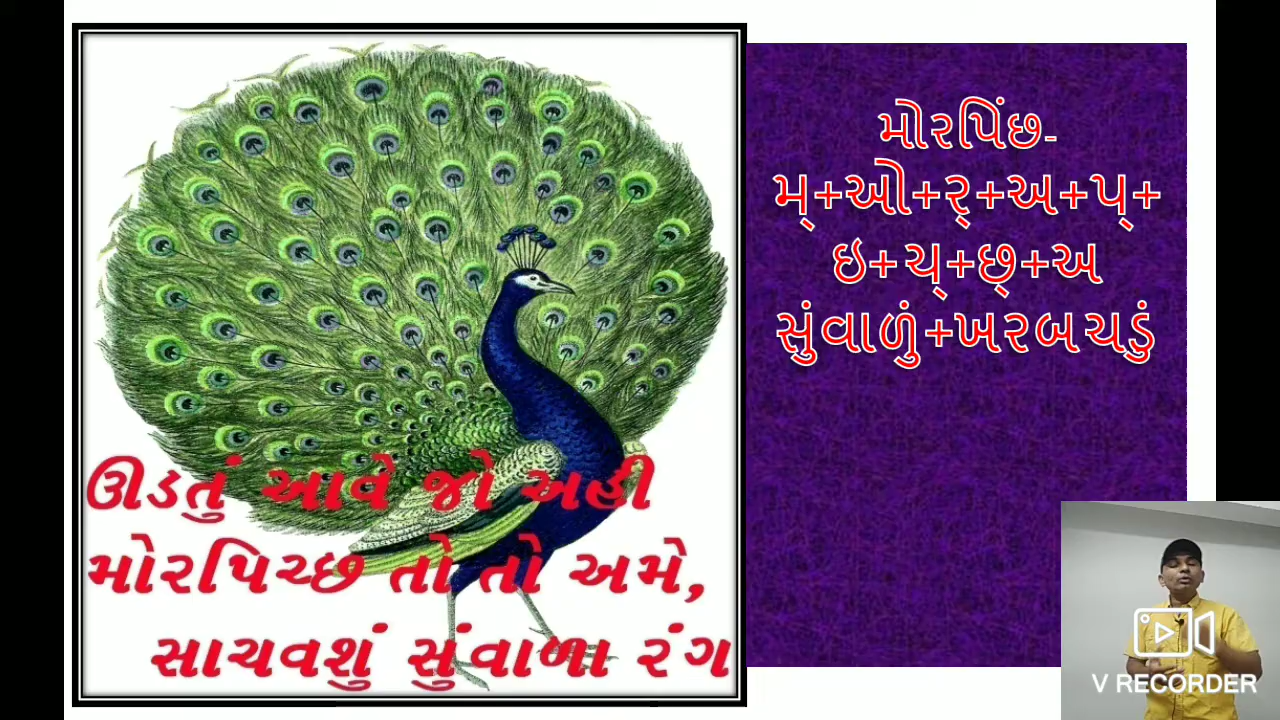 ઊડતું આવે જો અહી
મોરપિચ્છ તો તો અમે,
સાચવશું સુંવાળા રંગ
મોરપિંછ-
મ્+ઓ+ર્+અ+પ્+
ઇ+ચ્+છ્+અ
સુંવાળું+ખરબચડું
V RECORDER